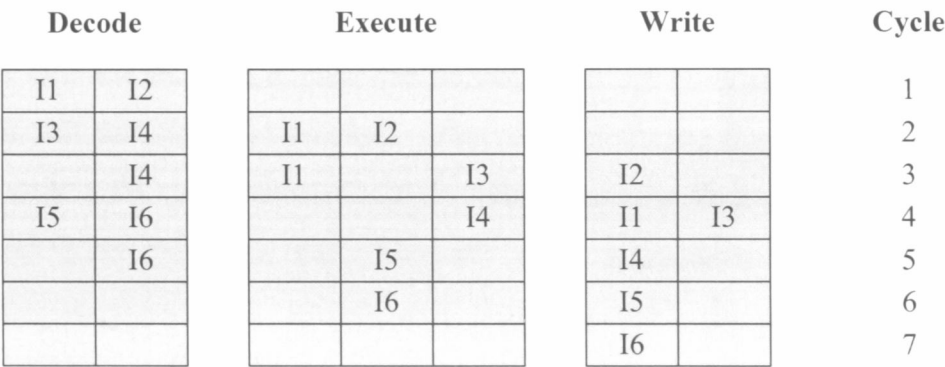 Decode Execute Write Cycle
I1 I2 1
I3 I4 I1 I2 2
I4 I1 I3 I2 3
I5 I6 I4 I1 I3 4
I6 I5 I4 5
I6 I5 6
I6 7